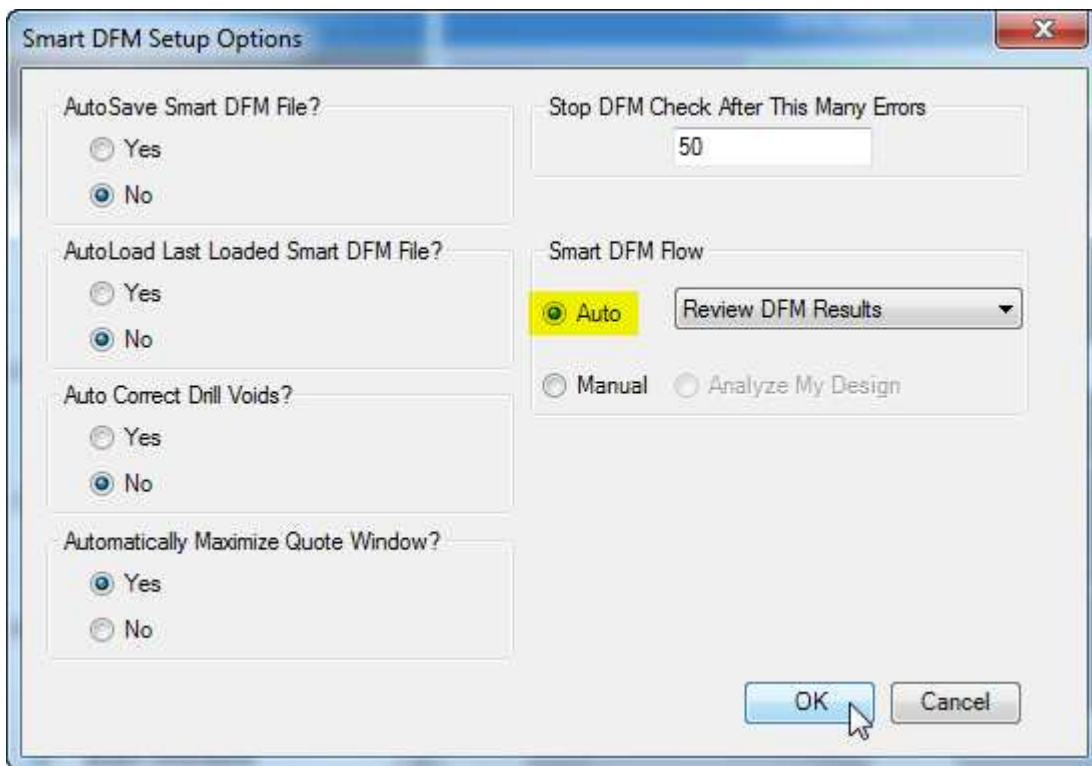 Smart DFM Setup Options
AutoSave Smart DFM File?
Yes
No
AutoLoad Last Loaded Smart DFM File?
Yes
No
Auto Correct Drill Voids?
Yes
No
Automatically Maximize Quote Window?
Yes
No
Stop DFM Check After This Many Errors
50
Smart DFM Flow
Auto Review DFM Results
Manual Analyze My Design
OK Cancel